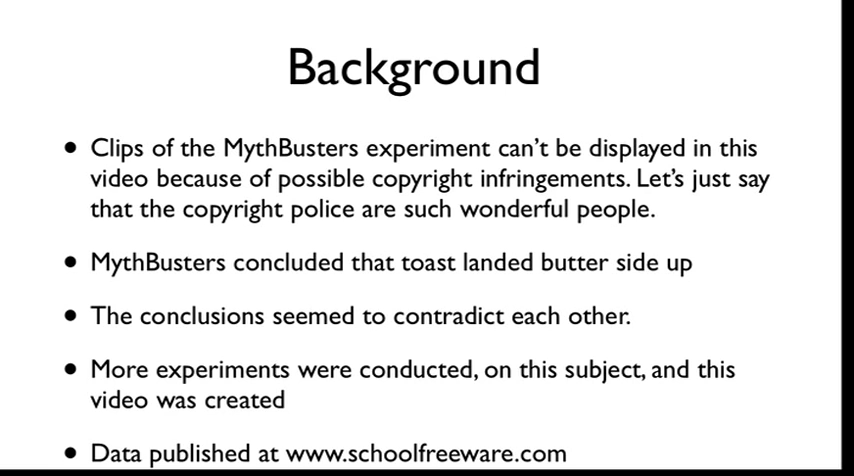 Background
• Clips of the MythBusters experiment can't be displayed in this
video because of possible copyright infringements. Let's just say
that the copyright police are such wonderful people.
• MythBusters concluded that toast landed butter side up
• The conclusions seemed to contradict each other.
• More experiments were conducted, on this subject, and this
video was created
• Data published at www.schoolfreeware.com